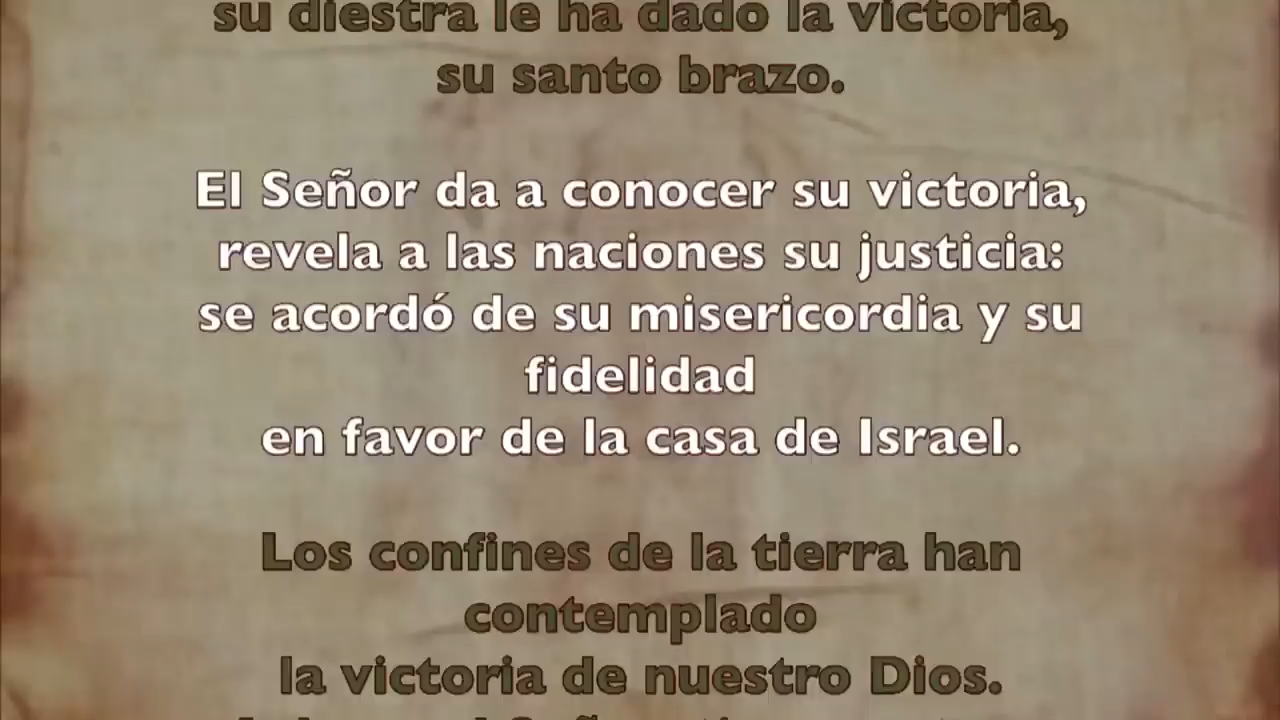 su diestra le ha dado la victoria,
su santo brazo.
El Señor da a conocer su victoria,
revela a las naciones su justicia:
se acordó de su misericordia y su
fidelidad
en favor de la casa de Israel.
Los confines de la tierra han
contemplado
la victoria de nuestro Dios.